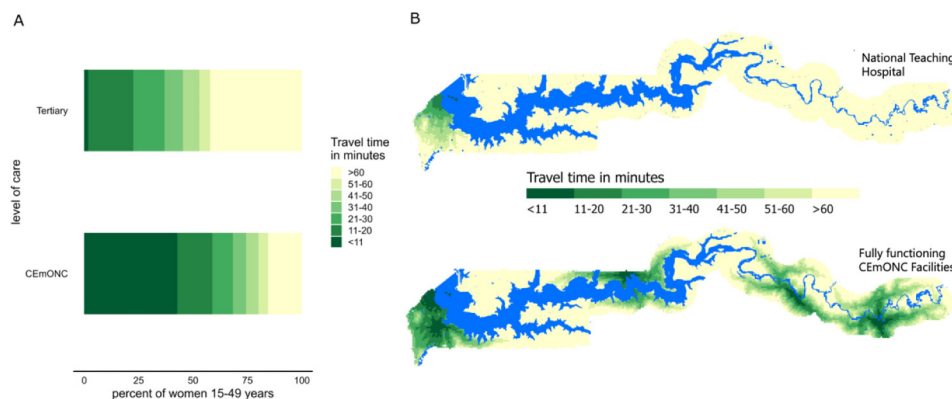 A
Tertiary
level of care
CEmONC
0
25
50
75
100
percent of women 15-49 years
Travel time
in minutes
>60
51-60
41-50
31-40
21-30
11-20
<11
B
National Teaching
Hospital
Travel time in minutes
<11
11-20
21-30
31-40
41-50
51-60
>60
Fully functioning
CEmONC Facilities